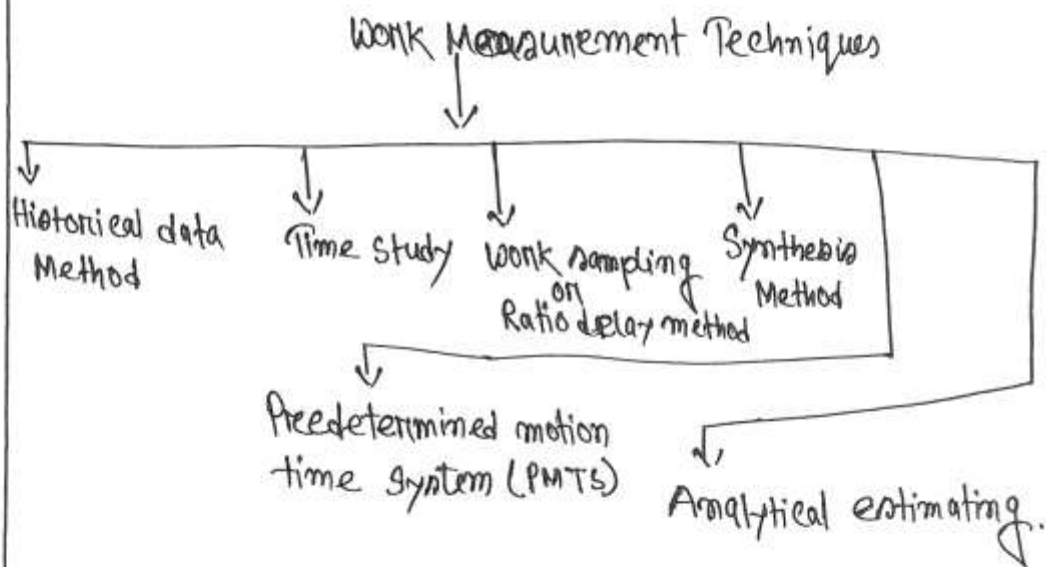 Work Measurement Techniques
Historical data
Method
Time Study
Work sampling
or
Ratio delay method
Synthesis
Method
Preedetermined motion
time system (PMTS)
Analytical estimating.